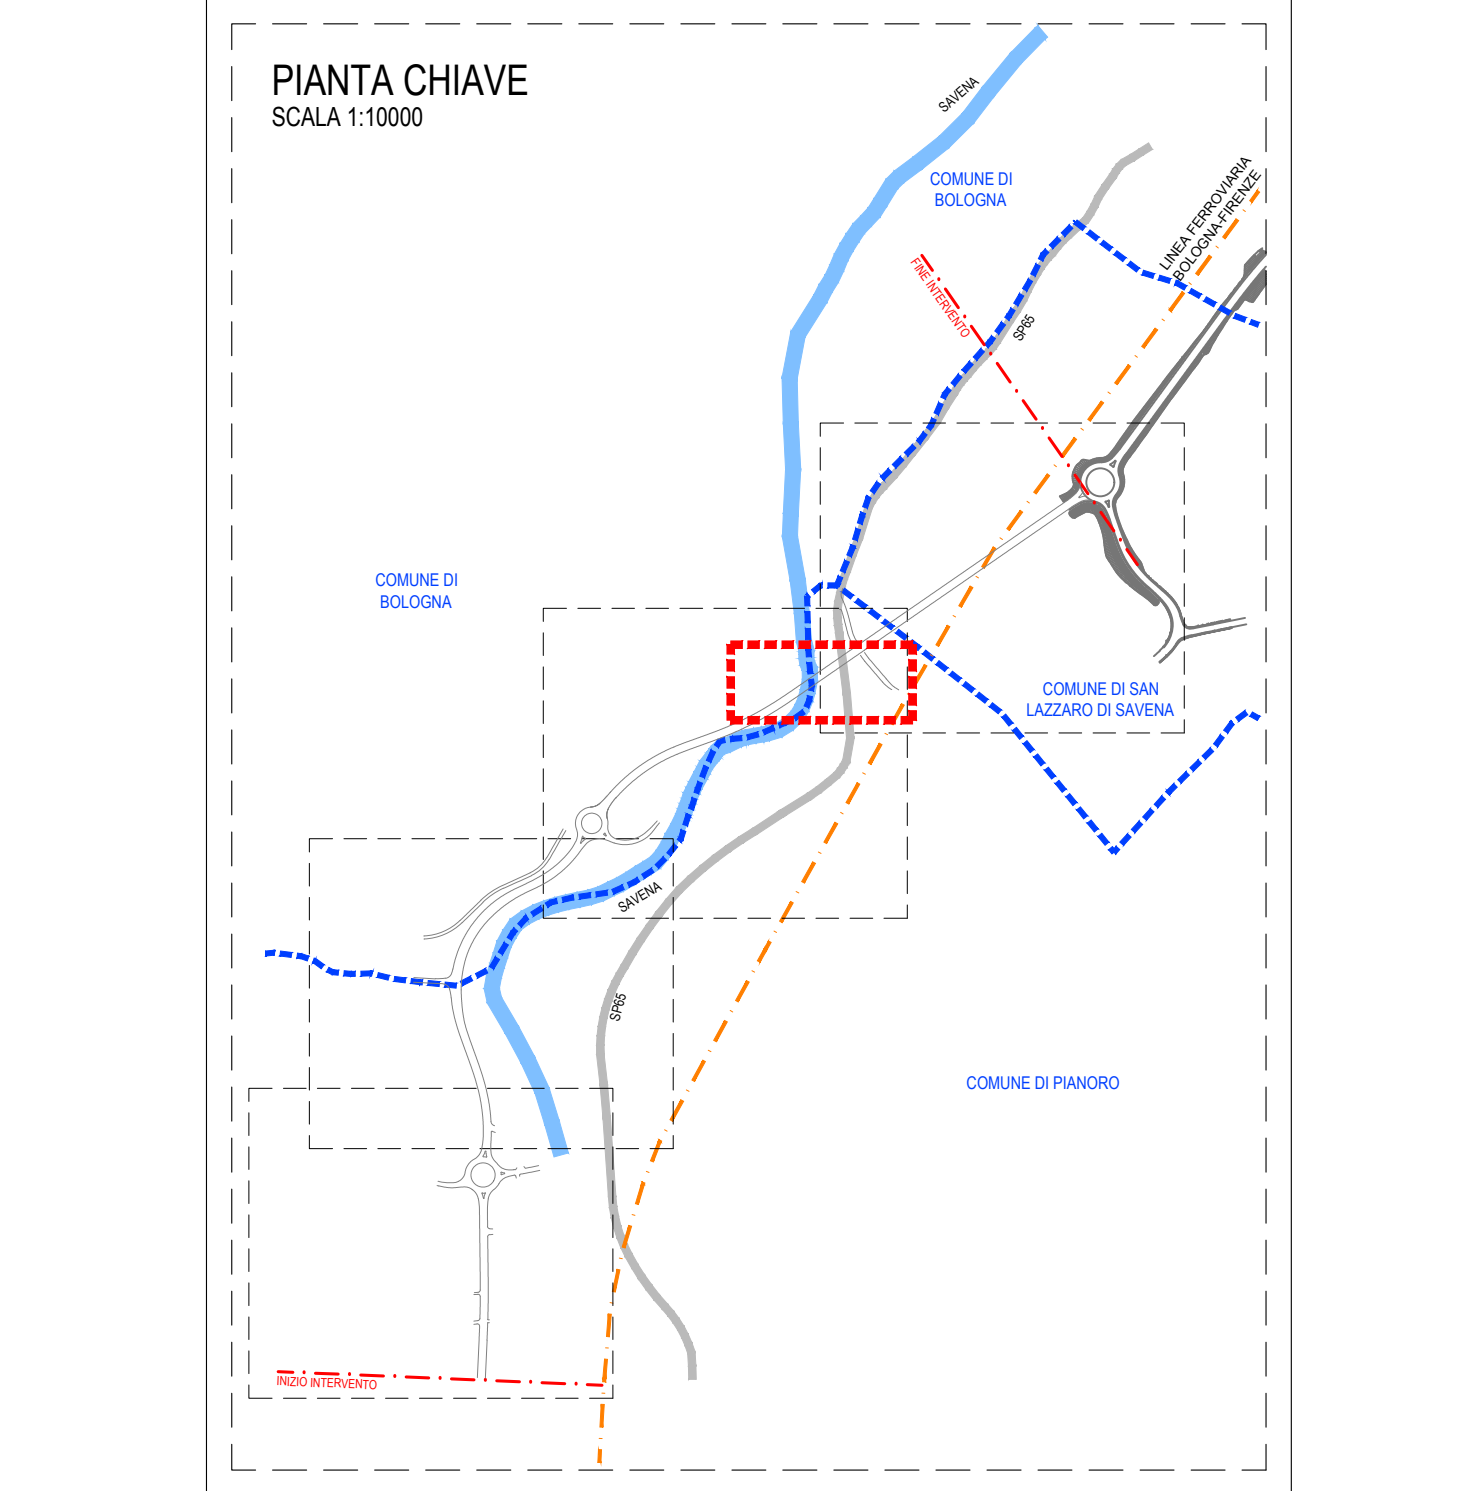 PIANTA CHIAVE
SCALA 1:10000
SAVENA
COMUNE DI
BOLOGNA
LINEA FERROVIARIA
BOLOGNA-FIRENZE
FINE INTERVENTO
SP65
COMUNE DI
BOLOGNA
COMUNE DI SAN
LAZZARO DI SAVENA
SAVENA
SP65
COMUNE DI PIANORO
INIZIO INTERVENTO